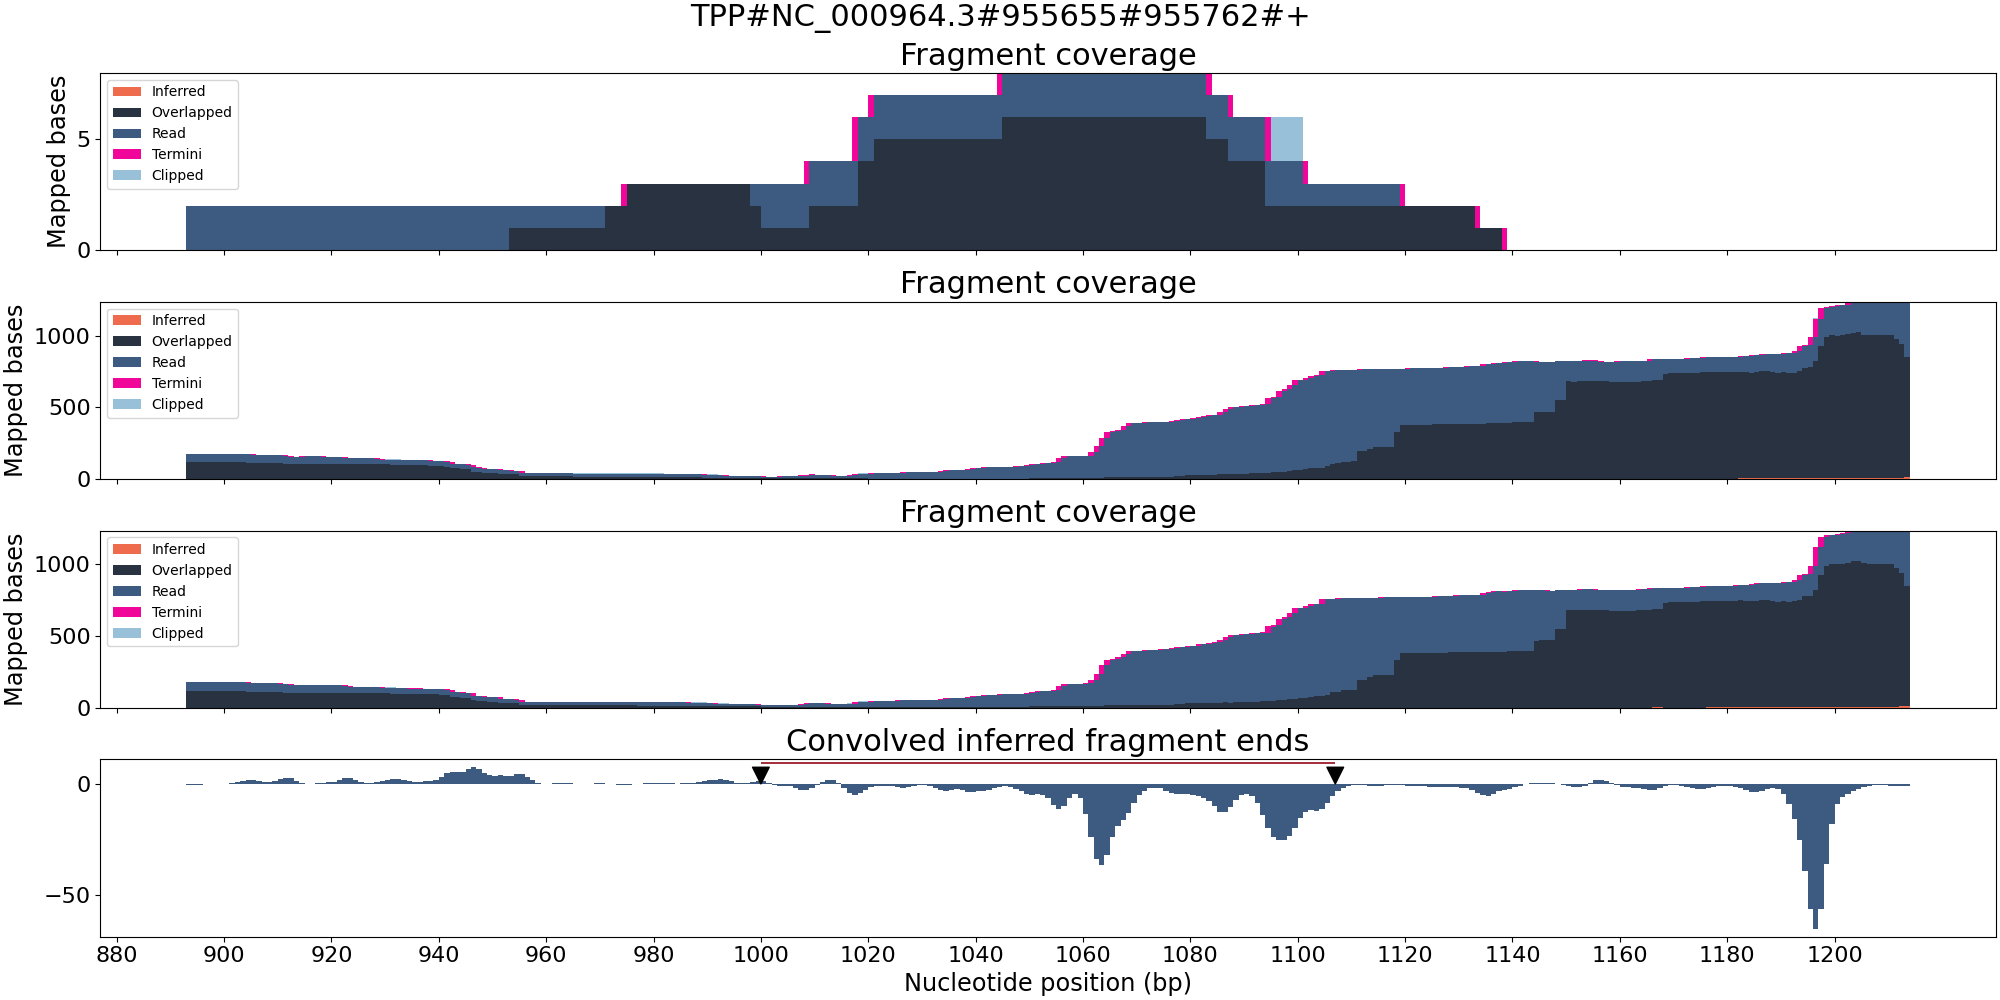 TPP#NC_000964.3#955655#955762#+
Fragment coverage
Mapped bases
5
0
Inferred
Overlapped
Read
Termini
Clipped
Fragment coverage
Mapped bases
1000
500
0
Inferred
Overlapped
Read
Termini
Clipped
Fragment coverage
Mapped bases
1000
500
0
Inferred
Overlapped
Read
Termini
Clipped
Convolved inferred fragment ends
0
−50
880 900 920 940 960 980 1000 1020 1040 1060 1080 1100 1120 1140 1160 1180 1200
Nucleotide position (bp)